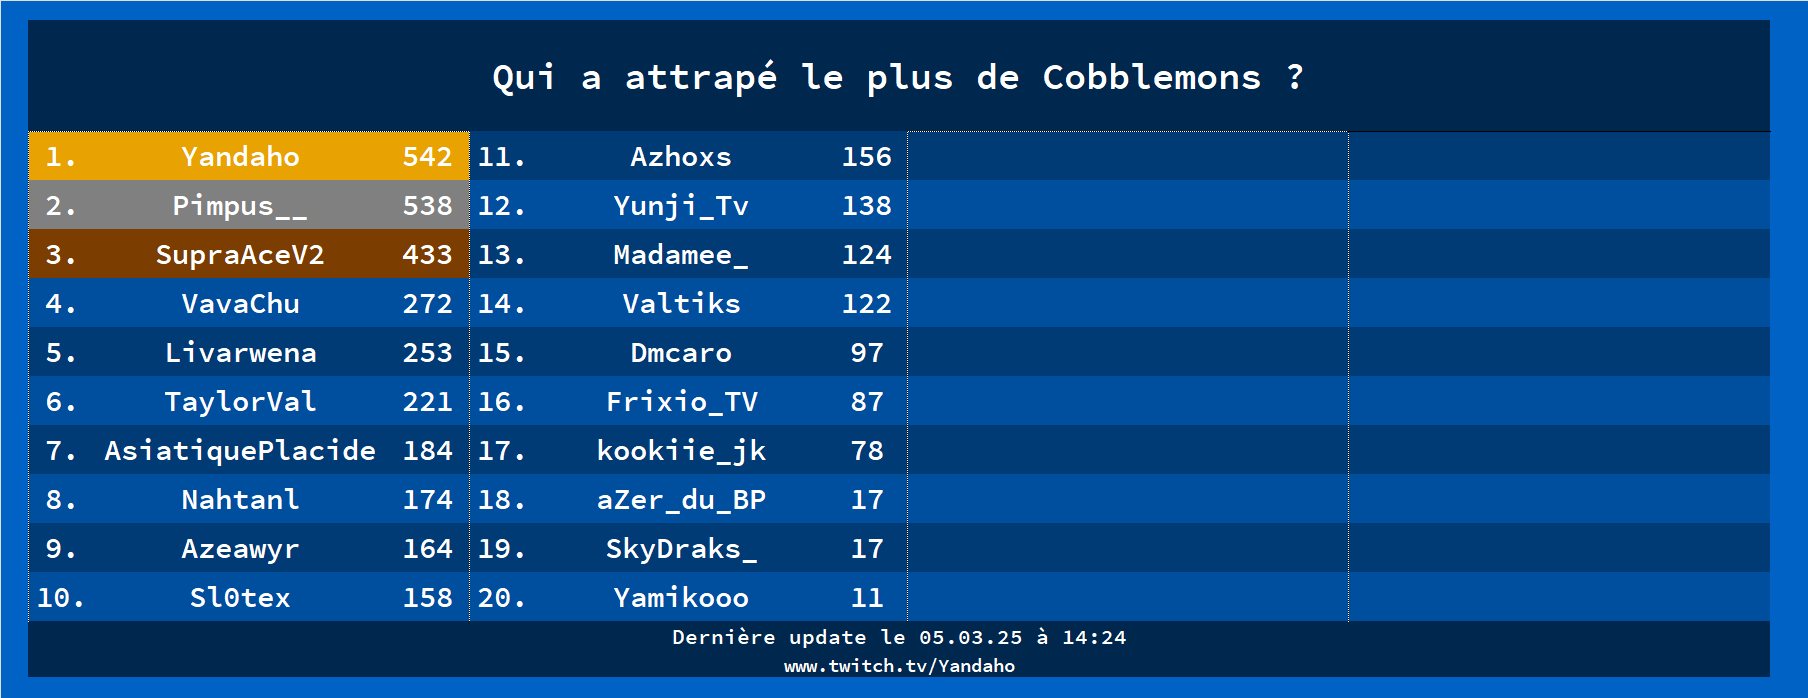 Qui a attrapé le plus de Cobblemons ?
1. Yandaho 542
2. Pimpus__ 538
3. SupraAceV2 433
4. VavaChu 272
5. Livarwena 253
6. TaylorVal 221
7. AsiatiquePlacide 184
8. Nahtanl 174
9. Azeawyr 164
10. Sl0tex 158
11. Azhoxs 156
12. Yunji_Tv 138
13. Madamee_ 124
14. Valtiks 122
15. Dmcaro 97
16. Frixio_TV 87
17. kookiie_jk 78
18. aZer_du_BP 17
19. SkyDraks_ 17
20. Yamikooo 11
Dernière update le 05.03.25 à 14:24
www.twitch.tv/Yandaho